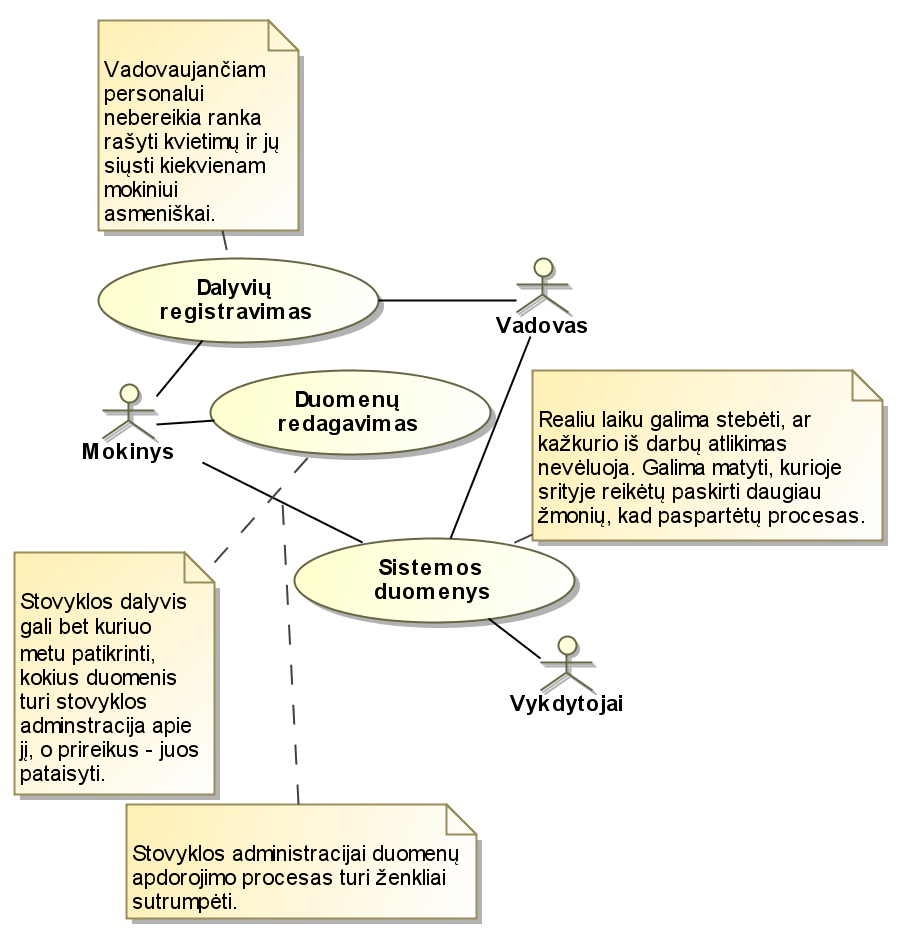 Vadovaujančiam
personalui
nebereikia ranka
rašyti kvietimų ir jų
siųsti kiekvienam
mokiniui
asmeniškai.
Dalyvių
registravimas
Vadovas
Mokinys
Duomenų
redagavimas
Realiu laiku galima stebėti, ar
kažkurio iš darbų atlikimas
nevėluoja. Galima matyti, kurioje
srityje reikėtų paskirti daugiau
žmonių, kad paspartėtų procesas.
Sistemos
duomenys
Stovyklos dalyvis
gali bet kuriuo
metu patikrinti,
kokius duomenis
turi stovyklos
adminstracija apie
jį, o prireikus - juos
pataisyti.
Vykdytojai
Stovyklos administracijai duomenų
apdorojimo procesas turi ženkliai
sutrumpėti.